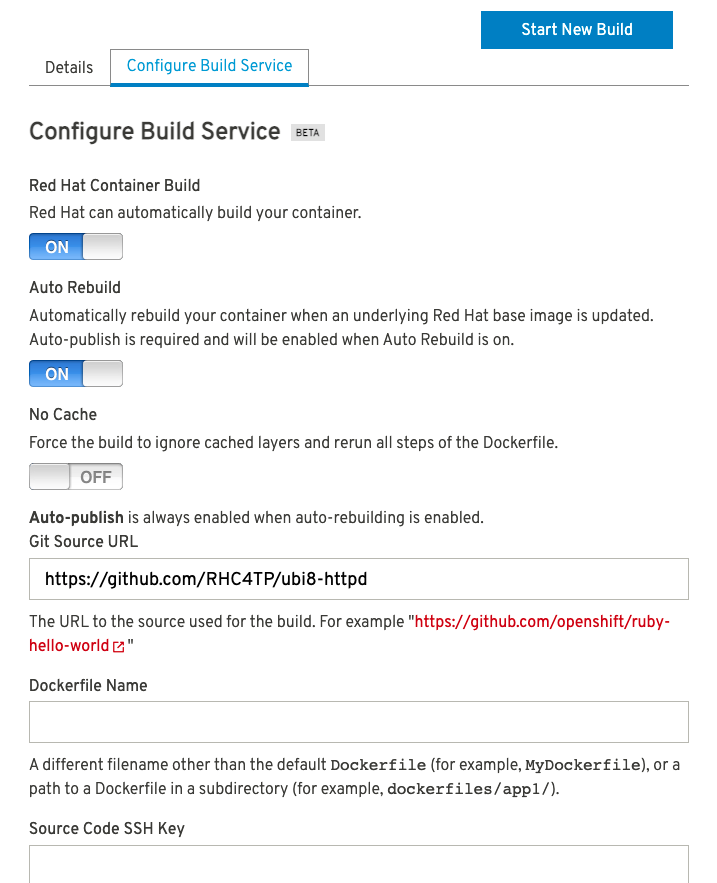 Start New Build
Details
Configure Build Service
Configure Build Service BETA
Red Hat Container Build
Red Hat can automatically build your container.
ON
Auto Rebuild
Automatically rebuild your container when an underlying Red Hat base image is updated.
Auto-publish is required and will be enabled when Auto Rebuild is on.
ON
No Cache
Force the build to ignore cached layers and rerun all steps of the Dockerfile.
OFF
Auto-publish is always enabled when auto-rebuilding is enabled.
Git Source URL
https://github.com/RHC4TP/ubi8-httpd
The URL to the source used for the build. For example "https://github.com/openshift/ruby-
hello-world "
Dockerfile Name
A different filename other than the default Dockerfile (for example, MyDockerfile), or a
path to a Dockerfile in a subdirectory (for example, dockerfiles/app1/).
Source Code SSH Key